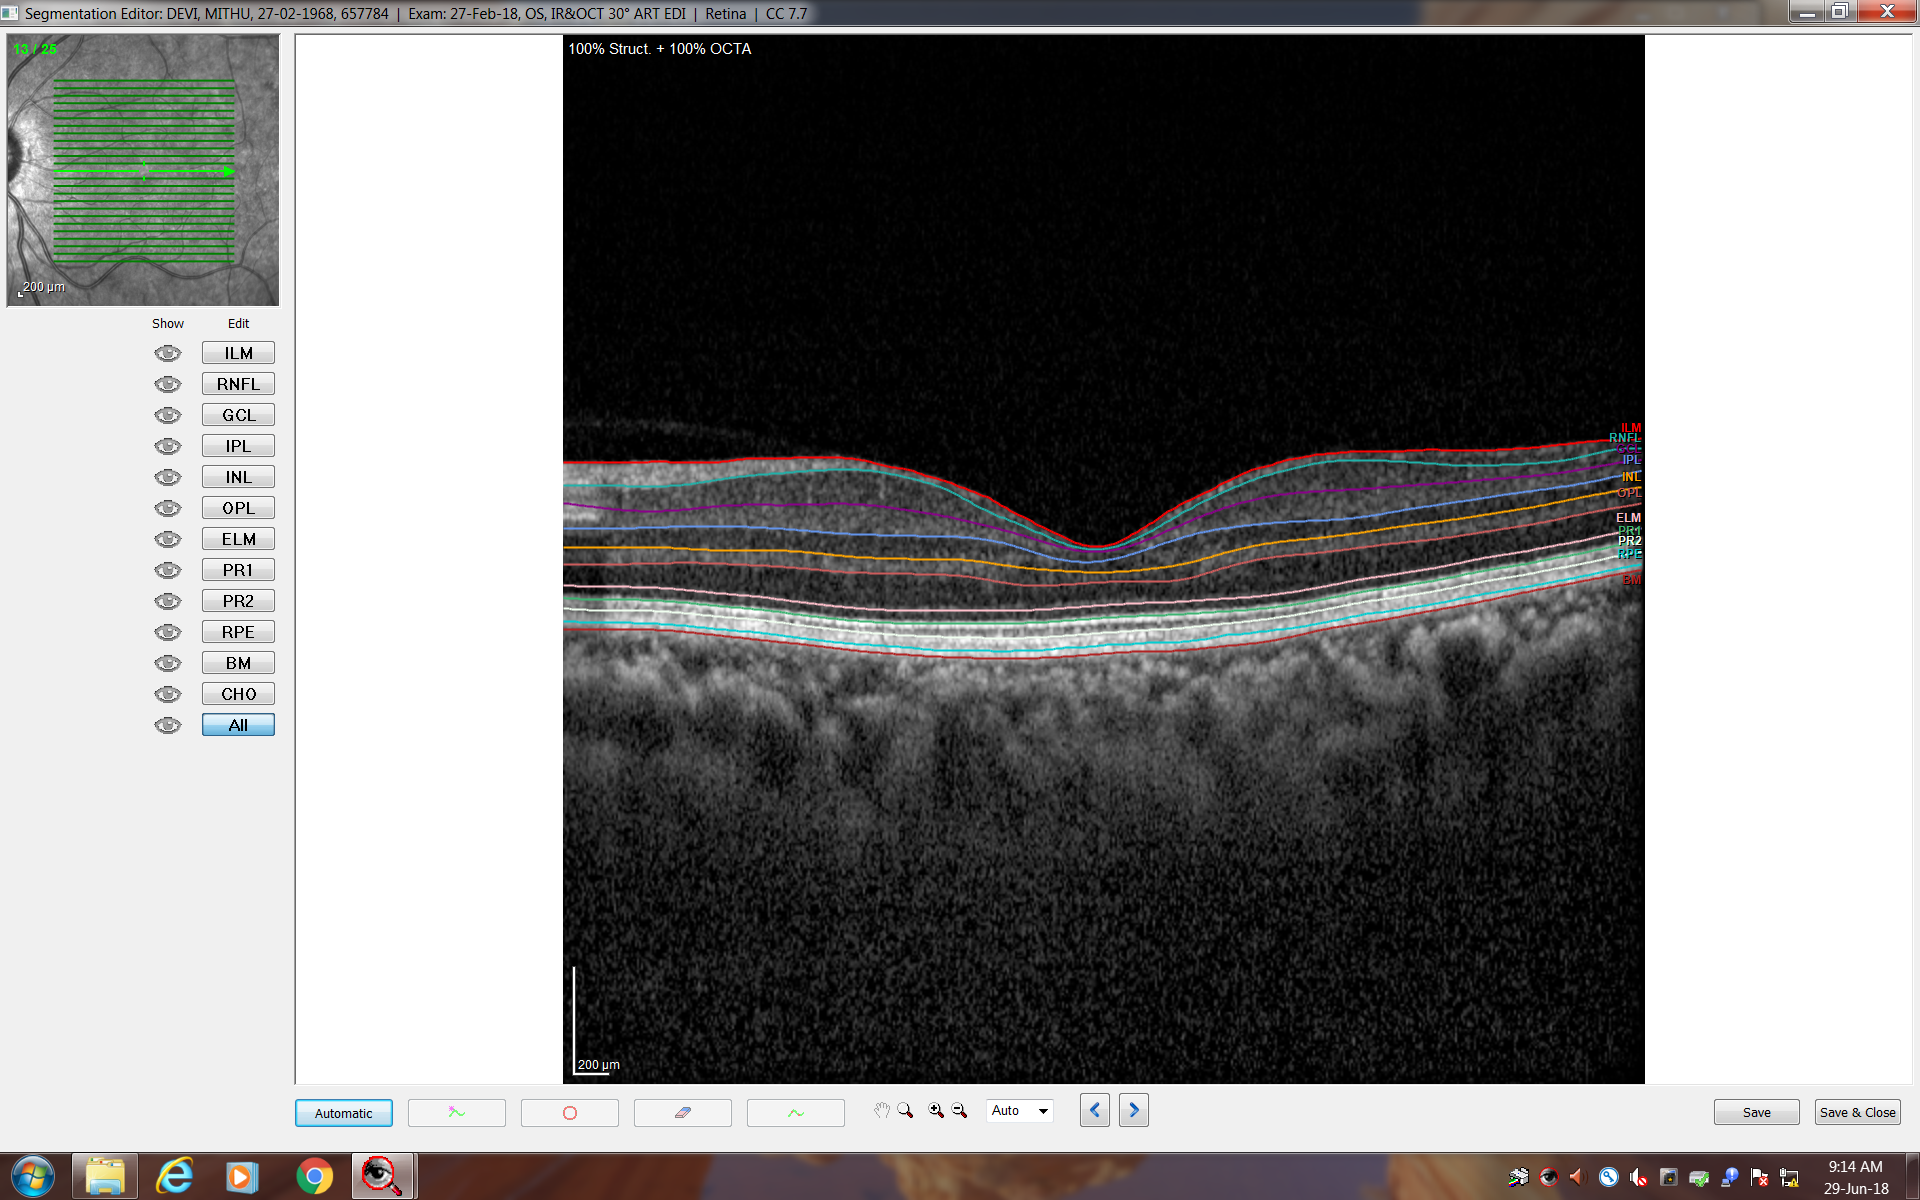 Segmentation Editor: DEVI, MITHU, 27-02-1968, 657784 | Exam: 27-Feb-18, OS, IR&OCT 30° ART EDI | Retina | CC 7.7
13 / 25
200 µm
Show Edit
ILM
RNFL
GCL
IPL
INL
OPL
ELM
PR1
PR2
RPE
BM
CHO
All
100% Struct. + 100% OCTA
ILM
RNFL
GCL
IPL
INL
OPL
ELM
PR1
PR2
RPE
BM
200 µm
Automatic
Auto
Save
Save & Close
9:14 AM
29-Jun-18